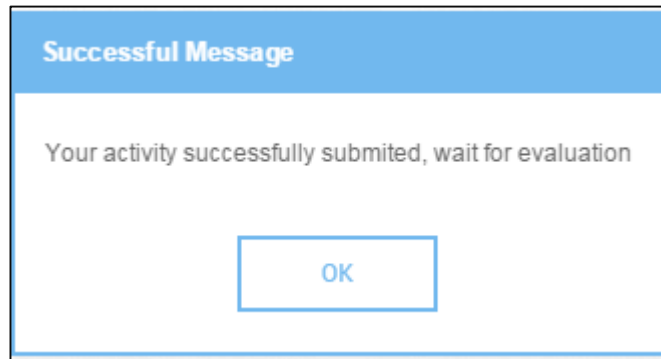 Successful Message
Your activity successfully submited, wait for evaluation
OK